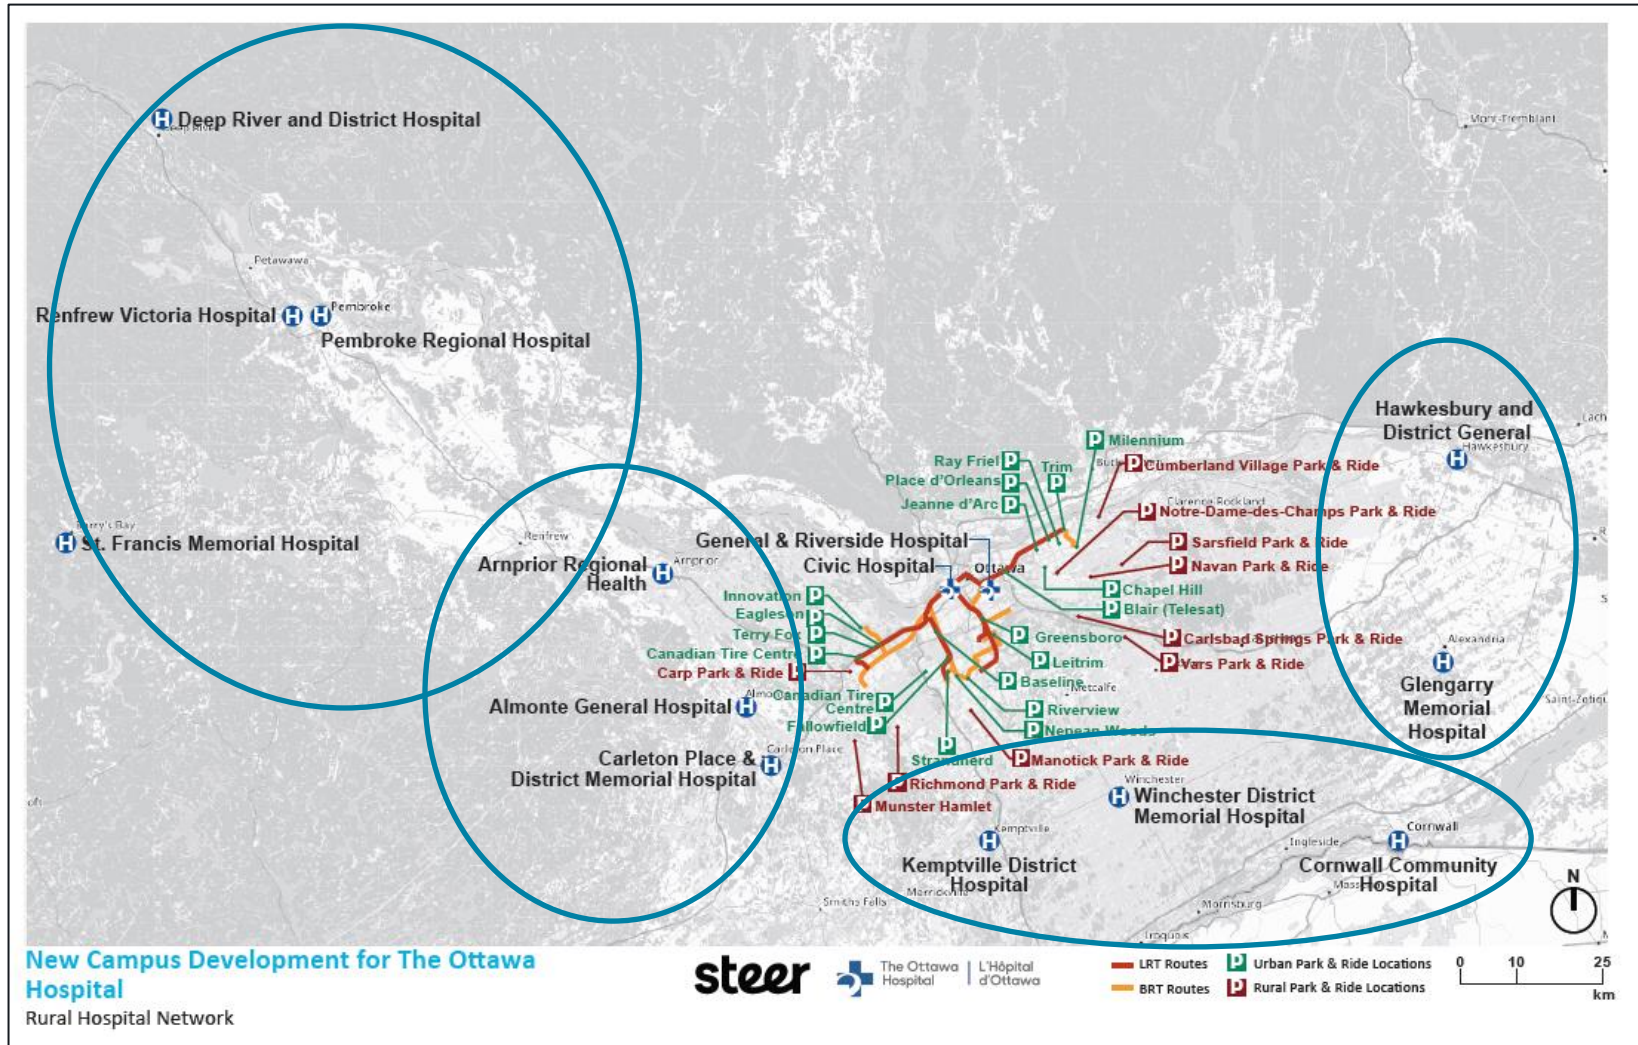 Mont-Tremblant
Deep River and District Hospital
Deep River
Petawawa
Renfrew Victoria Hospital
Pembroke
Pembroke Regional Hospital
Hawkesbury and
District General
Hawkesbury
Lach
Milennium
Ray Friel
Trim
Cumberland Village Park & Ride
Place d'Orleans
Jeanne d'Arc
Clarence-Rockland
Notre-Dame-des-Champs Park & Ride
Barry's Bay
St. Francis Memorial Hospital
Renfrew
Arnprior Regional
Health
Arnprior
General & Riverside Hospital
Civic Hospital
Ottawa
Sarsfield Park & Ride
Navan Park & Ride
Chapel Hill
Blair (Telesat)
Innovation
Eagleson
Terry Fox
Canadian Tire Centre
Carp Park & Ride
Greensboro
Leitrim
Baseline
Carlsbad Springs Park & Ride
Vars Park & Ride
Metcalfe
Alexandria
Glengarry
Memorial
Hospital
Almonte General Hospital
Canadian Tire
Centre
Fallowfield
Riverview
Nepean Woods
Strandherd
Manotick Park & Ride
Carleton Place &
District Memorial Hospital
Carleton Place
Richmond Park & Ride
Munster Hamlet
Winchester
Winchester District
Memorial Hospital
Kemptville
Kemptville District
Hospital
Ingleside
Cornwall
Cornwall Community
Hospital
Merrickville
Smiths Falls
Morrisburg
Iroquois
N
New Campus Development for The Ottawa
Hospital
Rural Hospital Network
steer
The Ottawa
Hospital
L'Hôpital
d'Ottawa
LRT Routes
BRT Routes
P Urban Park & Ride Locations
P Rural Park & Ride Locations
0 10 25
km